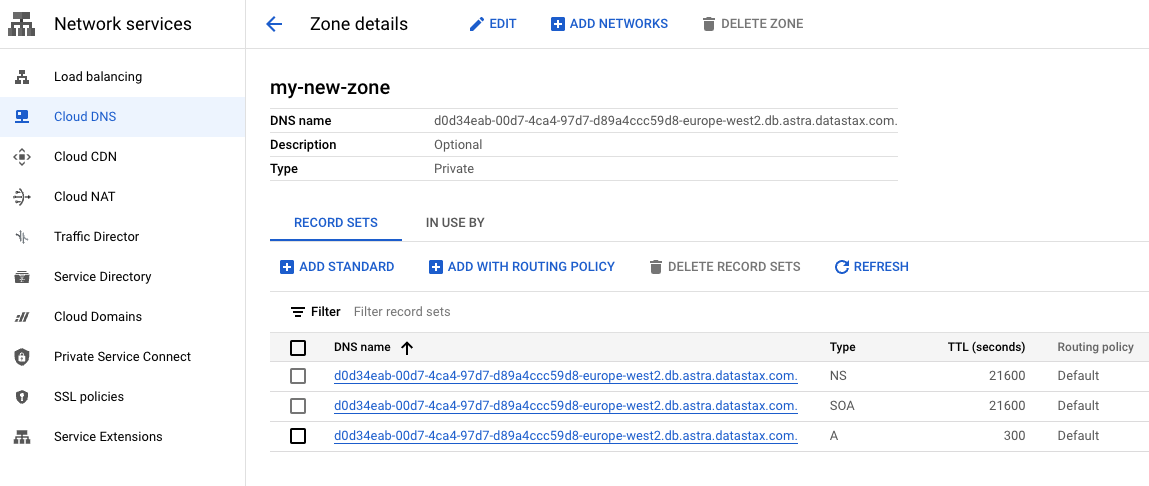 Network services
Load balancing
Cloud DNS
Cloud CDN
Cloud NAT
Traffic Director
Service Directory
Cloud Domains
Private Service Connect
SSL policies
Service Extensions
Zone details EDIT ADD NETWORKS DELETE ZONE
my-new-zone
DNS name d0d34eab-00d7-4ca4-97d7-d89a4ccc59d8-europe-west2.db.astra.datastax.com.
Description Optional
Type Private
RECORD SETS IN USE BY
ADD STANDARD ADD WITH ROUTING POLICY DELETE RECORD SETS REFRESH
Filter Filter record sets
DNS name Type TTL (seconds) Routing policy
d0d34eab-00d7-4ca4-97d7-d89a4ccc59d8-europe-west2.db.astra.datastax.com. NS 21600 Default
d0d34eab-00d7-4ca4-97d7-d89a4ccc59d8-europe-west2.db.astra.datastax.com. SOA 21600 Default
d0d34eab-00d7-4ca4-97d7-d89a4ccc59d8-europe-west2.db.astra.datastax.com. A 300 Default